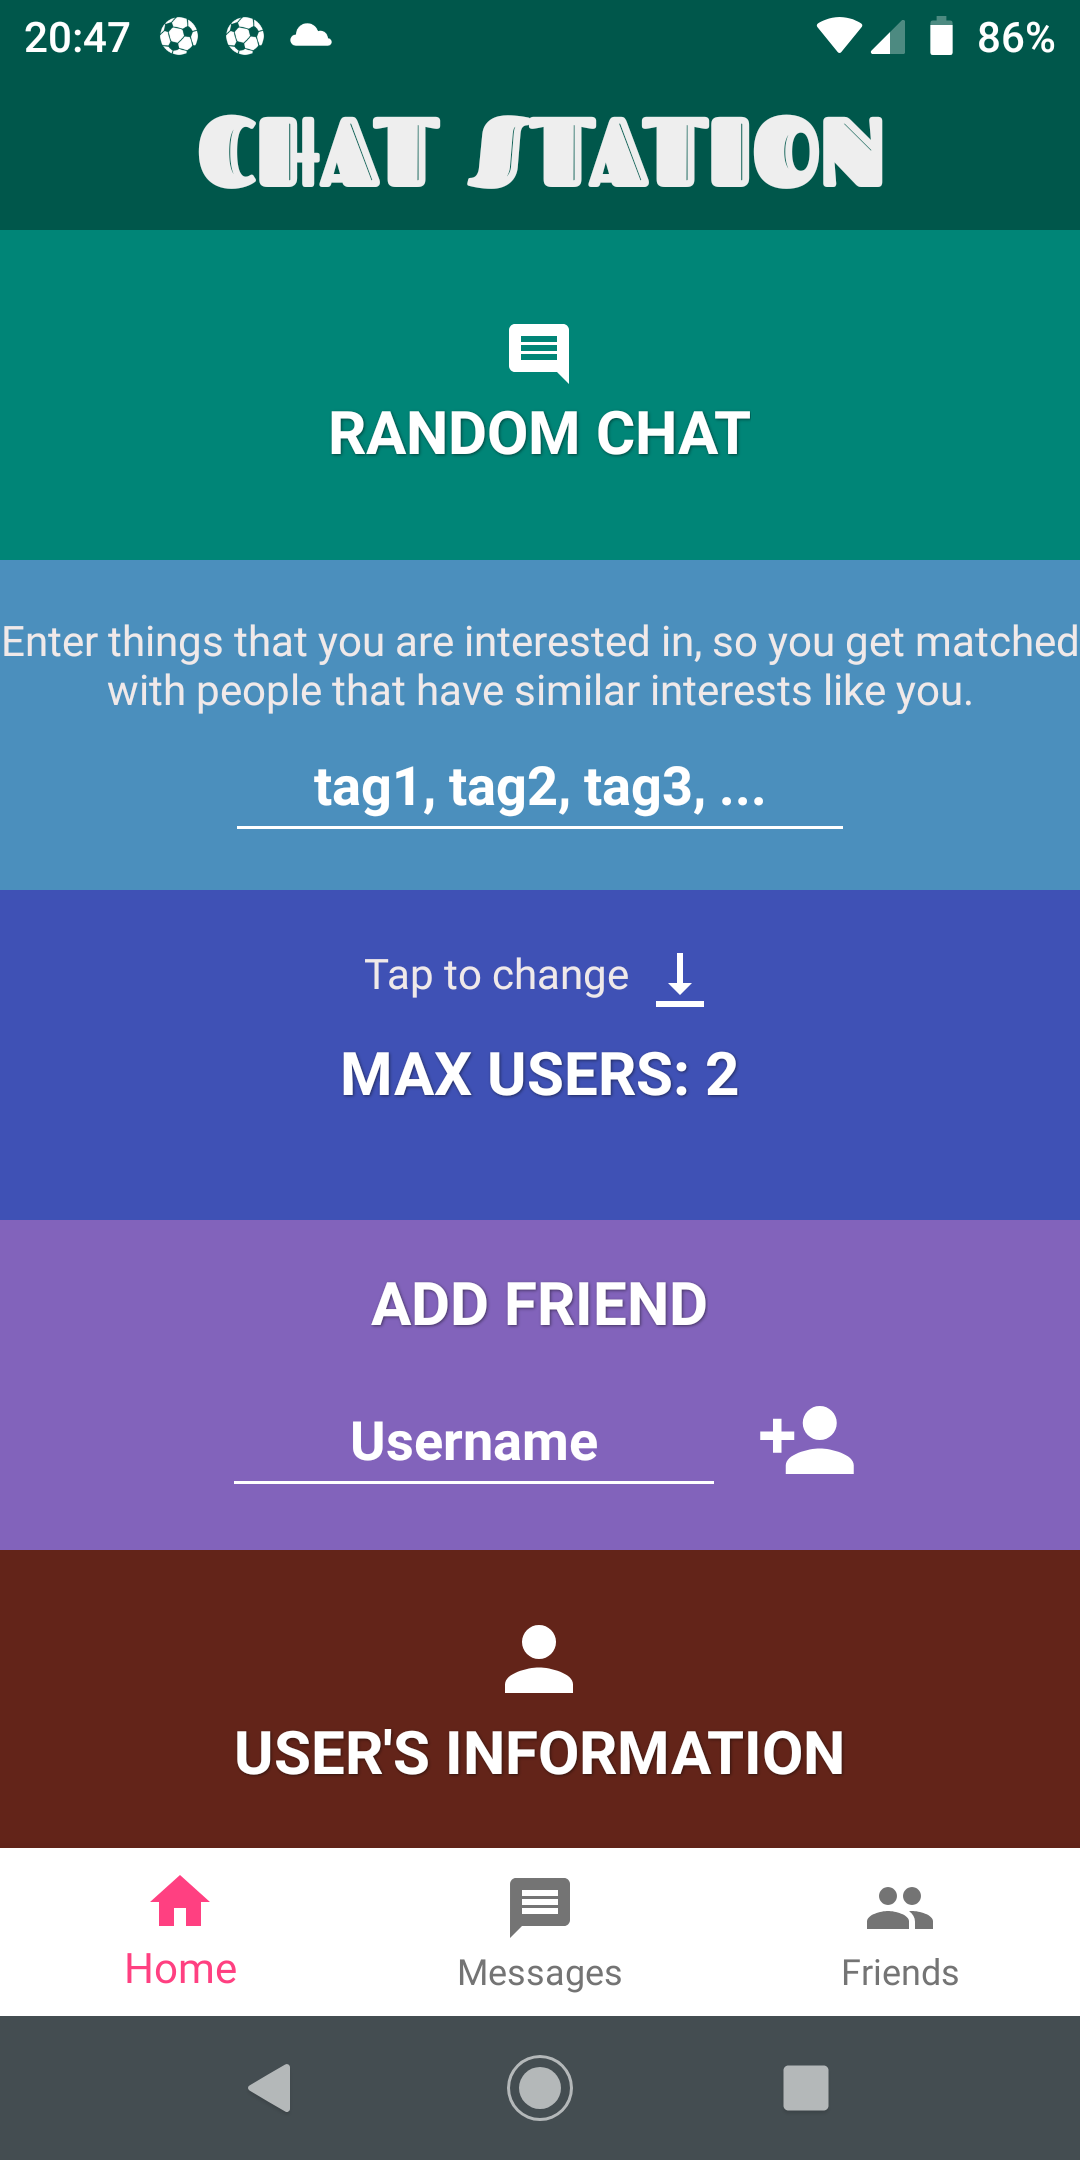 20:47 86%
CHAT STATION
RANDOM CHAT
Enter things that you are interested in, so you get matched
with people that have similar interests like you.
tag1, tag2, tag3, ...
Tap to change
MAX USERS: 2
ADD FRIEND
Username
USER'S INFORMATION
Home Messages Friends